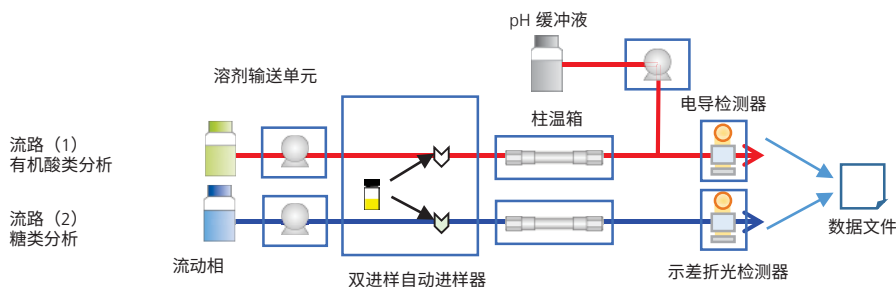 pH 缓冲液
溶剂输送单元
电导检测器
柱温箱
流路（1）
有机酸类分析
流路（2）
糖类分析
数据文件
流动相
双进样自动进样器
示差折光检测器